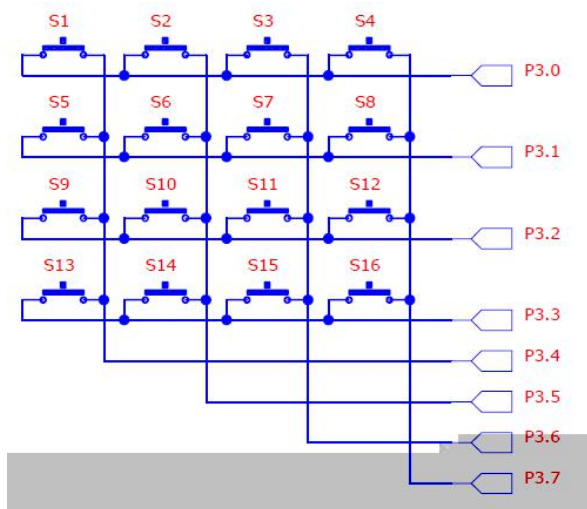 S1 S2 S3 S4
P3.0
S5 S6 S7 S8
P3.1
S9 S10 S11 S12
P3.2
S13 S14 S15 S16
P3.3
P3.4
P3.5
P3.6
P3.7